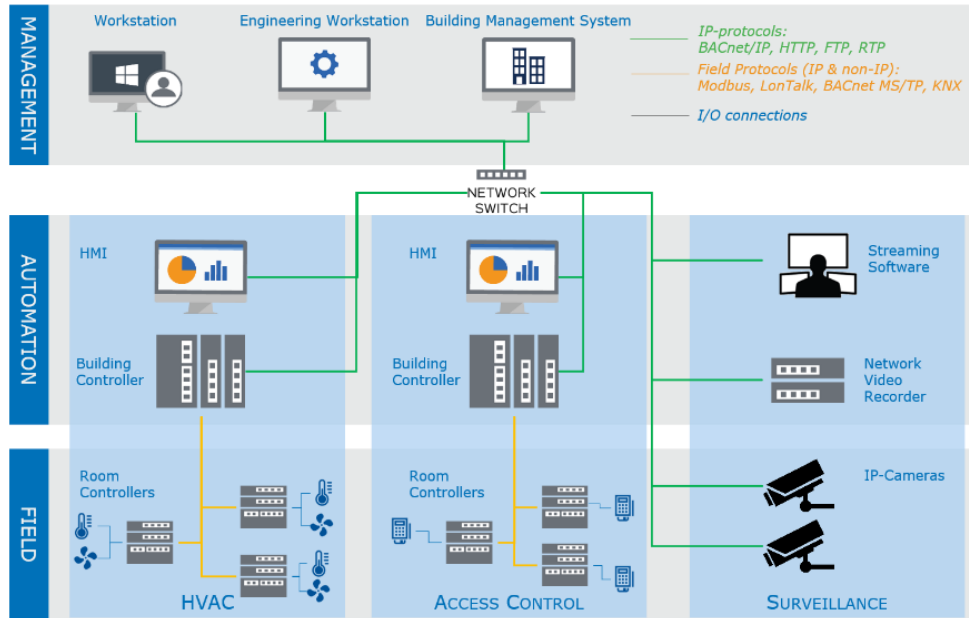 MANAGEMENT
Workstation
Engineering Workstation
Building Management System
IP-protocols:
BACnet/IP, HTTP, FTP, RTP
Field Protocols (IP & non-IP):
Modbus, LonTalk, BACnet MS/TP, KNX
I/O connections
NETWORK
SWITCH
AUTOMATION
HMI
Building
Controller
HMI
Building
Controller
Streaming
Software
Network
Video
Recorder
FIELD
Room
Controllers
HVAC
Room
Controllers
ACCESS CONTROL
IP-Cameras
SURVEILLANCE